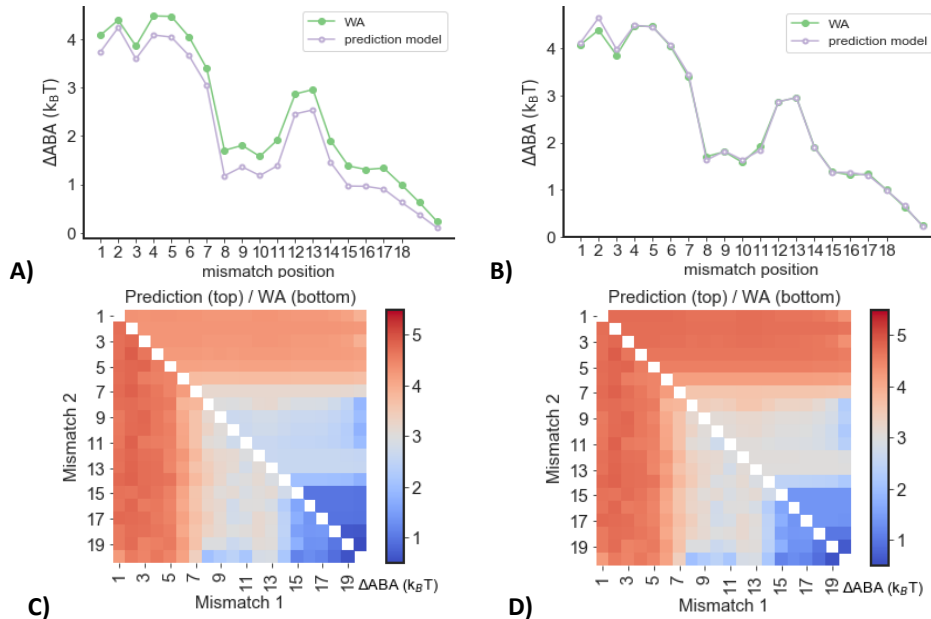 WA
prediction model
ΔABA (k_BT)
4
3
2
1
0
1 2 3 4 5 6 7 8 9 10 11 12 13 14 15 16 17 18
mismatch position
A)
WA
prediction model
ΔABA (k_BT)
4
3
2
1
0
1 2 3 4 5 6 7 8 9 10 11 12 13 14 15 16 17 18
mismatch position
B)
Prediction (top) / WA (bottom)
Mismatch 2
1
3
5
7
9
11
13
15
17
19
1 3 5 7 9 11 13 15 17 19
Mismatch 1
5
4
3
2
1
ΔABA (k_BT)
C)
Prediction (top) / WA (bottom)
Mismatch 2
1
3
5
7
9
11
13
15
17
19
1 3 5 7 9 11 13 15 17 19
Mismatch 1
5
4
3
2
1
ΔABA (k_BT)
D)